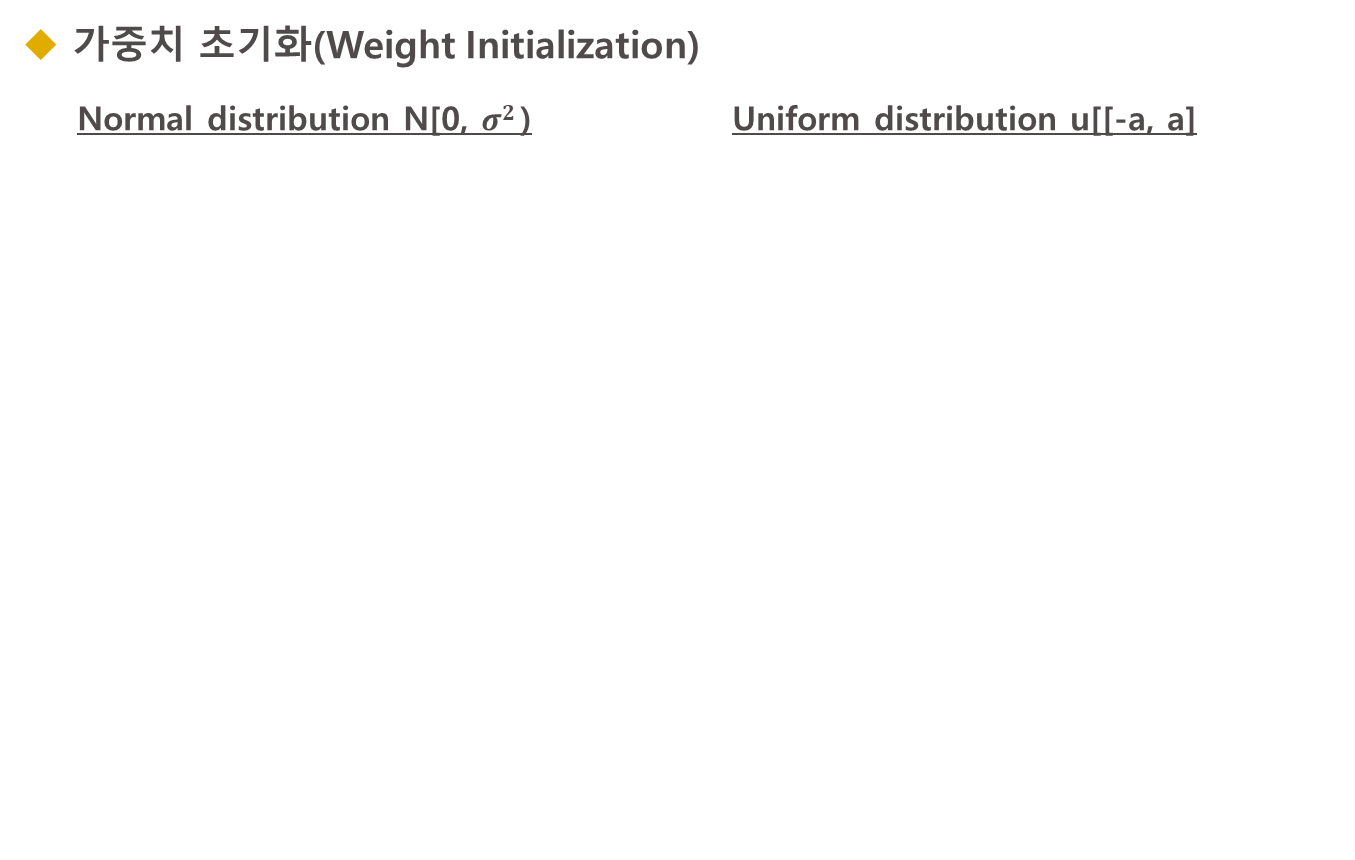 가중치 초기화(Weight Initialization)
Normal distribution N[0, σ²)
Uniform distribution u[[-a, a]